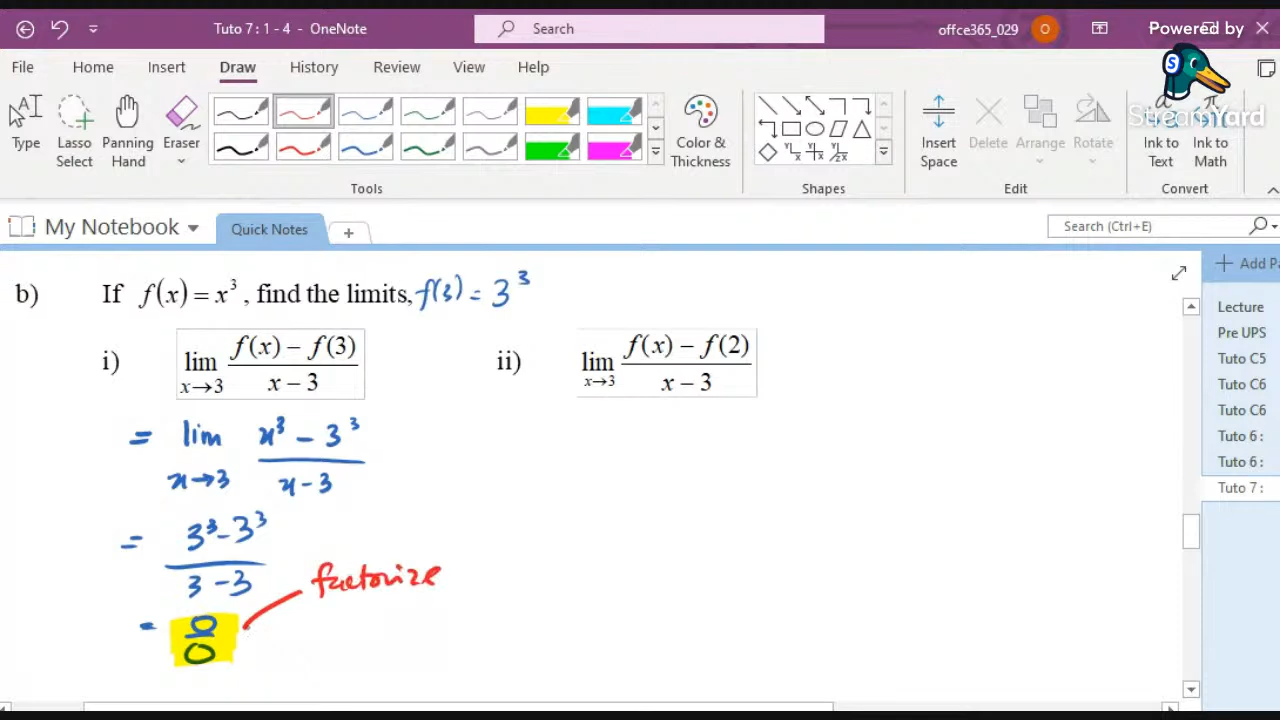 Tuto 7 : 1 - 4 - OneNote
Search
offce365_029
O
Powered by
StreamYard
File Home Insert Draw History Review View Help
Type
Lasso Select
Panning Hand
Eraser
Color & Thickness
Insert Space
Delete
Arrange
Rotate
Ink to Text
Ink to Math
Tools
Shapes
Edit
Convert
My Notebook
Quick Notes
+
Search (Ctrl+E)
Add Pa
Lecture
Pre UPS
Tuto C5
Tuto C6
Tuto C6
Tuto 6 :
Tuto 6 :
Tuto 7 :
b) If f(x) = x³, find the limits, f(3) = 3³
i) lim x→3 (f(x) − f(3))/(x − 3)
ii) lim x→3 (f(x) − f(2))/(x − 3)
= lim x→3 (x³ − 3³)/(x − 3)
= (3³ − 3³)/(3 − 3)
= 0/0
factorize